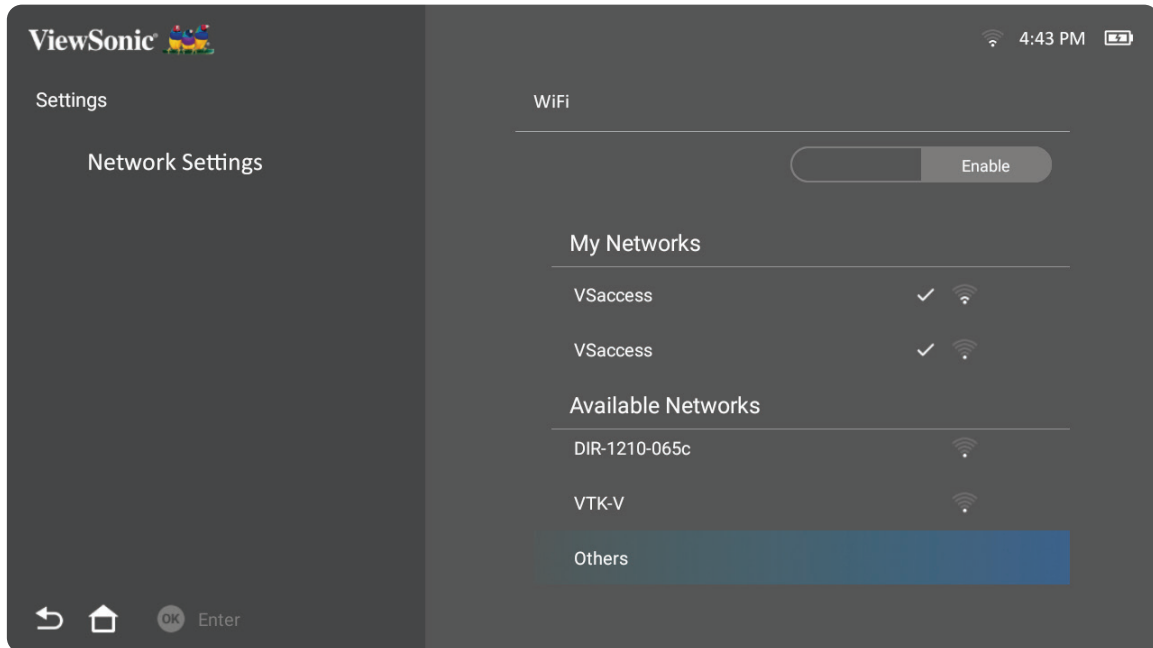 ViewSonic
4:43 PM
Settings
Network Settings
WiFi
Enable
My Networks
VSaccess
VSaccess
Available Networks
DIR-1210-065c
VTK-V
Others
OK Enter